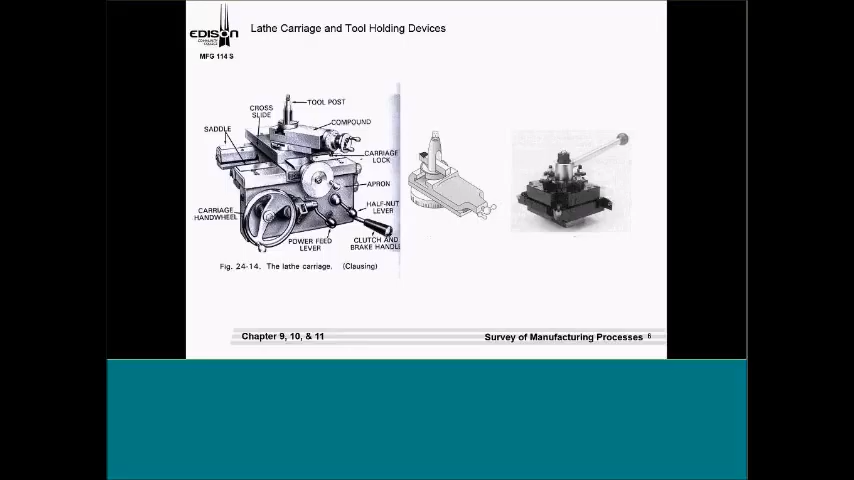 EDISON
COMMUNITY
COLLEGE
MFG 114 S
Lathe Carriage and Tool Holding Devices
TOOL POST
CROSS
SLIDE
COMPOUND
SADDLE
CARRIAGE
LOCK
APRON
HALF-NUT
LEVER
CARRIAGE
HANDWHEEL
POWER FEED
LEVER
CLUTCH AND
BRAKE HANDLE
Fig. 24-14. The lathe carriage. (Clausing)
Chapter 9, 10, & 11
Survey of Manufacturing Processes 6